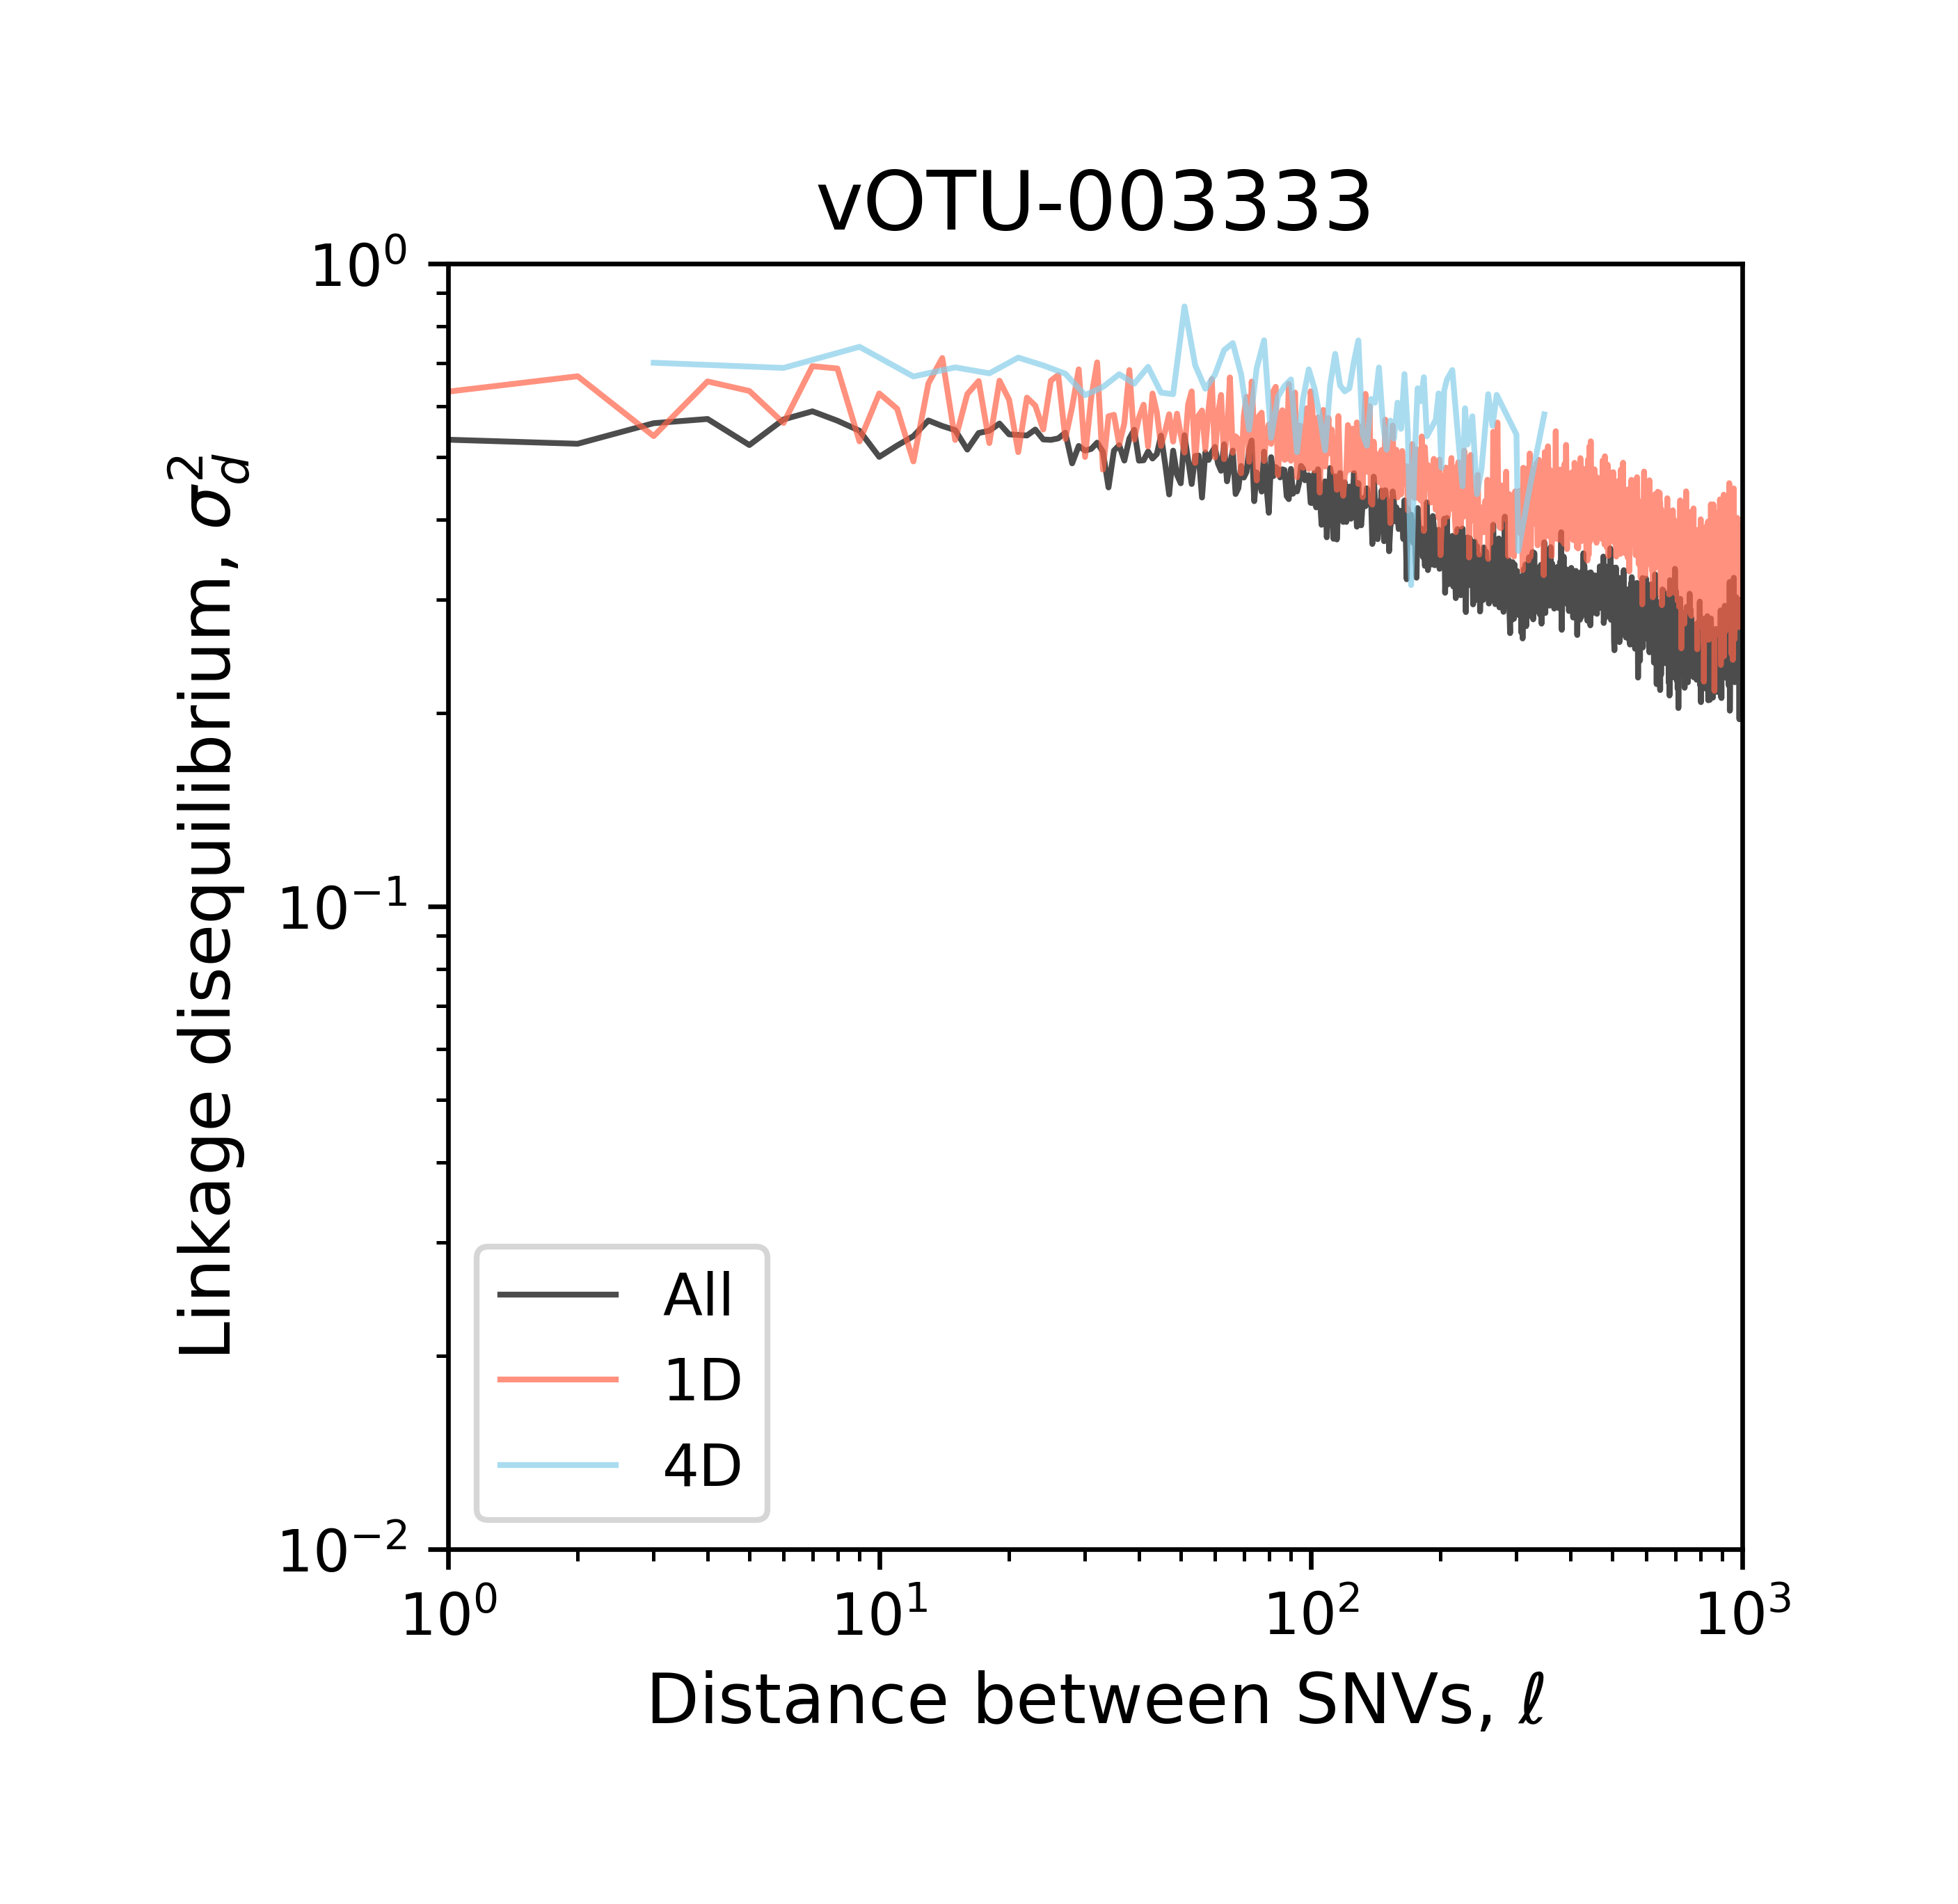 vOTU-003333
10⁰
10⁻¹
10⁻²
Linkage disequilibrium, σ²_d
All
1D
4D
10⁰ 10¹ 10² 10³
Distance between SNVs, ℓ